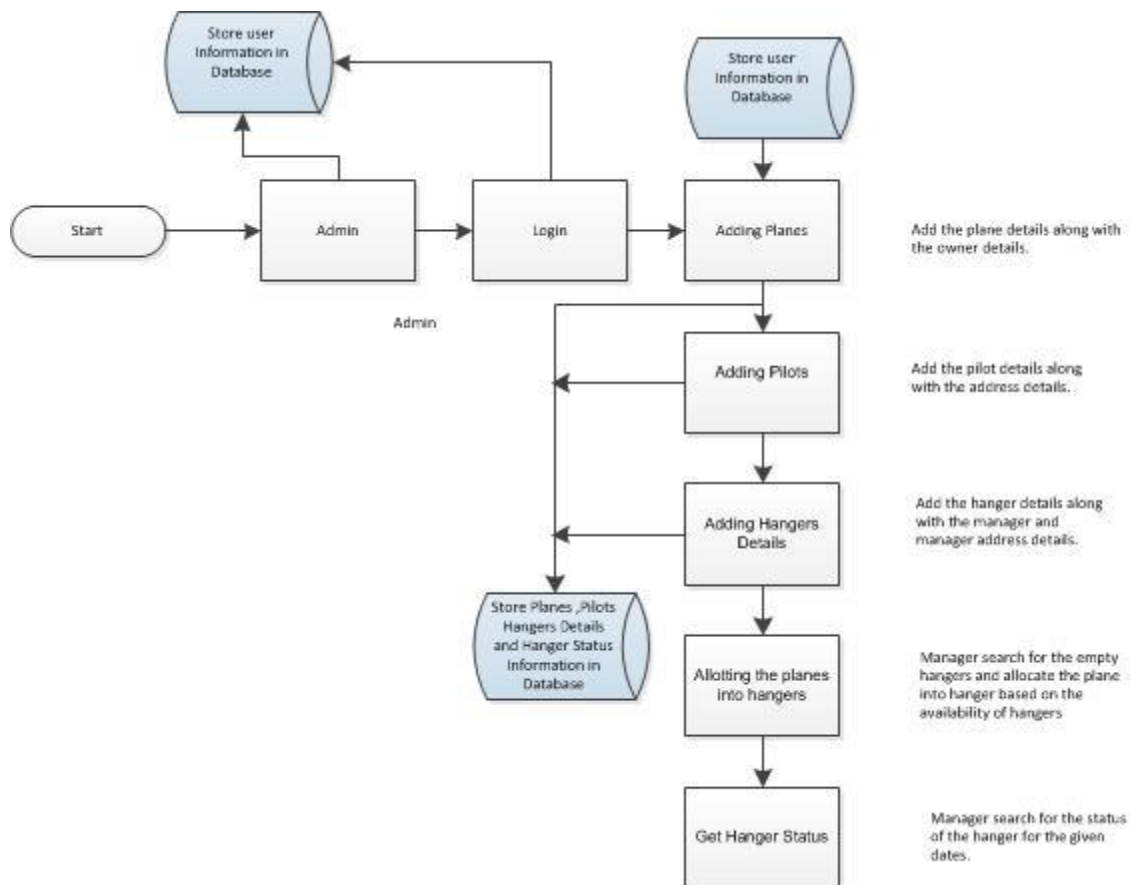 Store user
Information in
Database
Store user
Information in
Database
Start
Admin
Login
Adding Planes
Add the plane details along with
the owner details.
Admin
Adding Pilots
Add the pilot details along
with the address details.
Adding Hangers
Details
Add the hanger details along
with the manager and
manager address details.
Store Planes ,Pilots
Hangers Details
and Hanger Status
Information in
Database
Allotting the planes
into hangers
Manager search for the empty
hangers and allocate the plane
into hanger based on the
availability of hangers
Get Hanger Status
Manager search for the status
of the hanger for the given
dates.